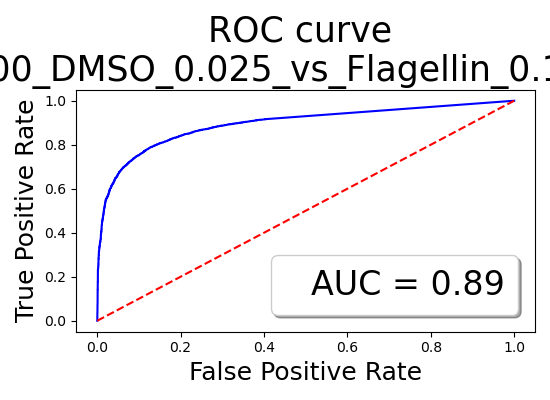 ROC curve
00_DMSO_0.025_vs_Flagellin_0.1
True Positive Rate
1.0
0.8
0.6
0.4
0.2
0.0
AUC = 0.89
0.0 0.2 0.4 0.6 0.8 1.0
False Positive Rate